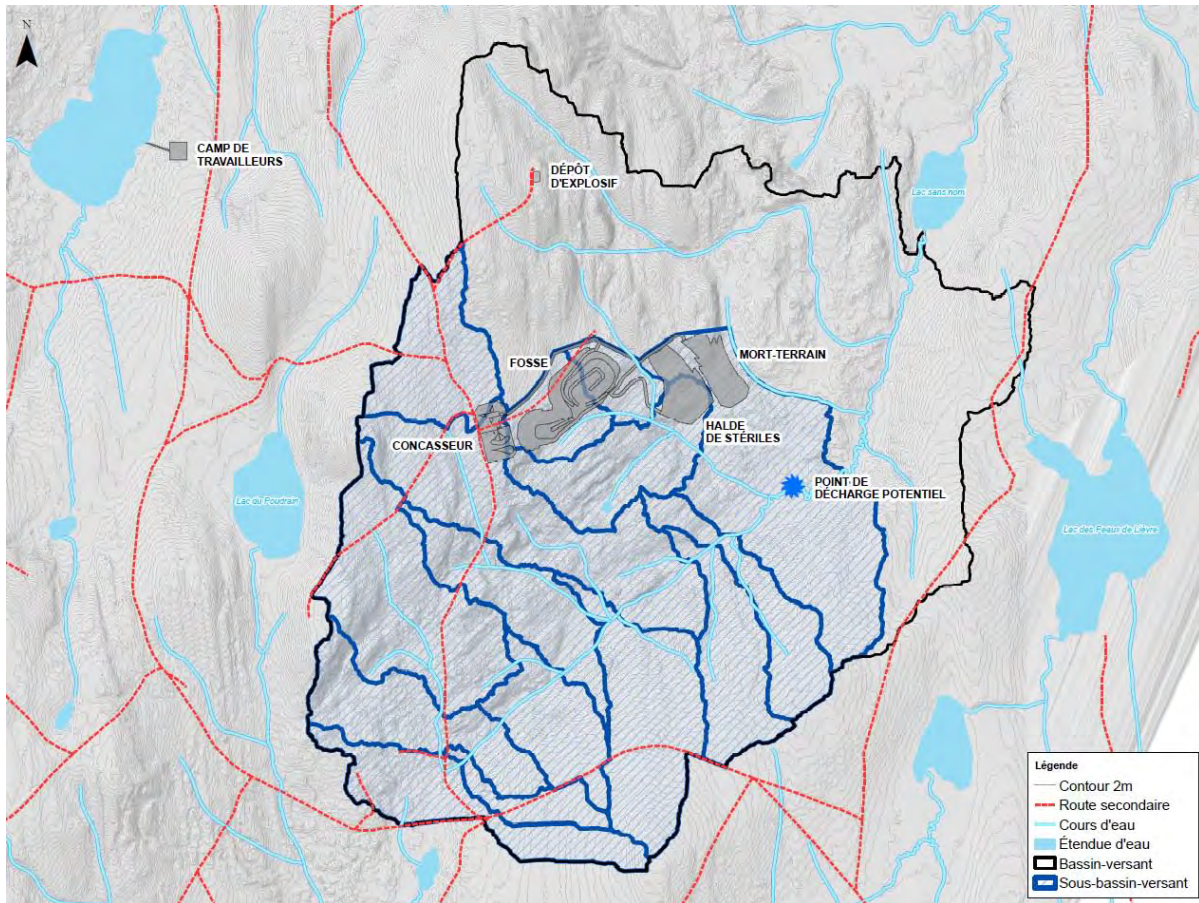 N
CAMP DE
TRAVAILLEURS
DÉPÔT
D'EXPLOSIF
Lac sans nom
FOSSE
MORT-TERRAIN
CONCASSEUR
HALDE
DE STÉRILES
POINT DE
DÉCHARGE POTENTIEL
Lac du Poudrain
Lac des Peaux de Lièvre
Légende
Contour 2m
Route secondaire
Cours d'eau
Étendue d'eau
Bassin-versant
Sous-bassin-versant